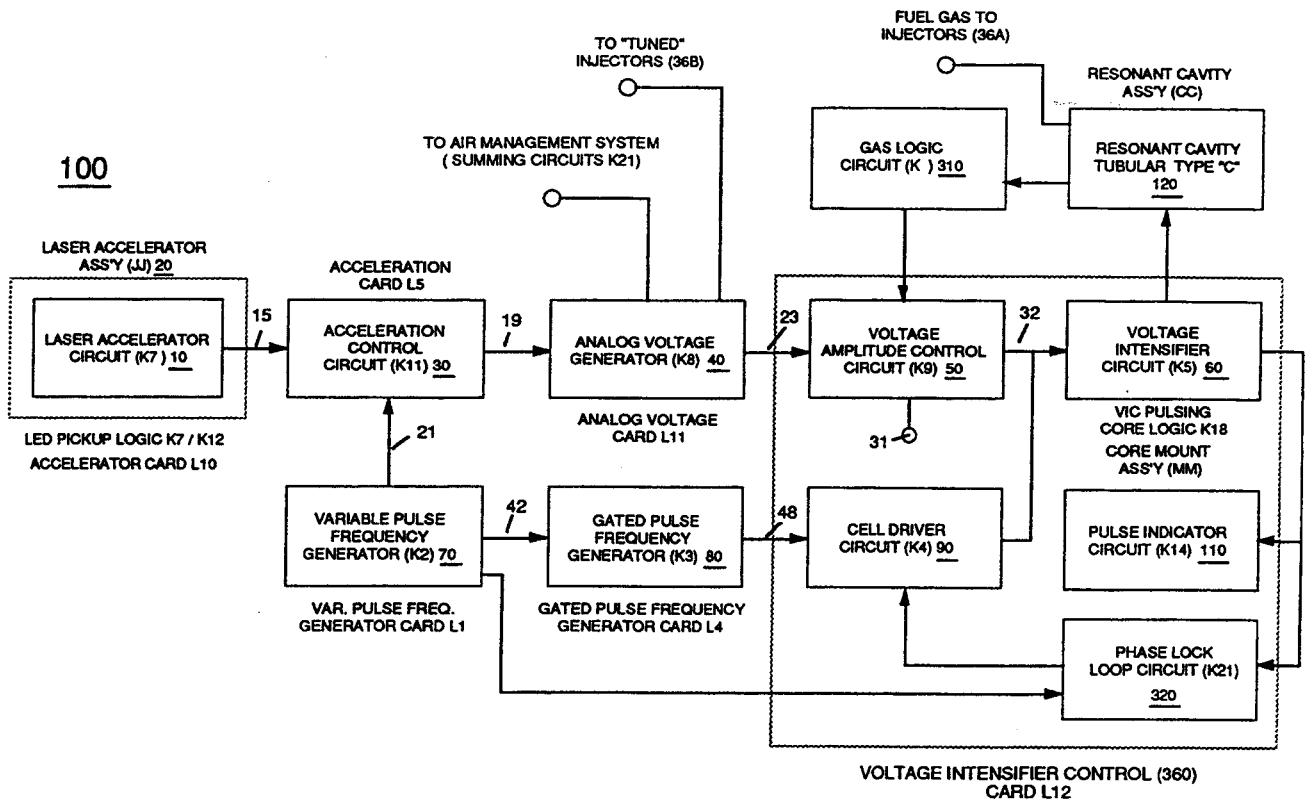 FUEL GAS TO
INJECTORS (36A)
TO "TUNED"
INJECTORS (36B)
RESONANT CAVITY
ASS'Y (CC)
TO AIR MANAGEMENT SYSTEM
( SUMMING CIRCUITS K21)
GAS LOGIC
CIRCUIT (K ) 310
RESONANT CAVITY
TUBULAR TYPE "C"
120
100
LASER ACCELERATOR
ASS'Y (JJ) 20
ACCELERATION
CARD L5
LASER ACCELERATOR
CIRCUIT (K7 ) 10
15
ACCELERATION
CONTROL
CIRCUIT (K11) 30
19
ANALOG VOLTAGE
GENERATOR (K8) 40
23
VOLTAGE
AMPLITUDE CONTROL
CIRCUIT (K9) 50
32
VOLTAGE
INTENSIFIER
CIRCUIT (K5) 60
LED PICKUP LOGIC K7 / K12
ACCELERATOR CARD L10
21
ANALOG VOLTAGE
CARD L11
31
VIC PULSING
CORE LOGIC K18
CORE MOUNT
ASS'Y (MM)
VARIABLE PULSE
FREQUENCY
GENERATOR (K2) 70
42
GATED PULSE
FREQUENCY
GENERATOR (K3) 80
48
CELL DRIVER
CIRCUIT (K4) 90
PULSE INDICATOR
CIRCUIT (K14) 110
VAR. PULSE FREQ.
GENERATOR CARD L1
GATED PULSE FREQUENCY
GENERATOR CARD L4
PHASE LOCK
LOOP CIRCUIT (K21)
320
VOLTAGE INTENSIFIER CONTROL (360)
CARD L12